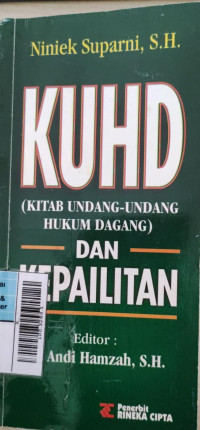 Niniek Suparni, S.H.
KUHD
(KITAB UNDANG-UNDANG
HUKUM DAGANG)
DAN
KEPAILITAN
Editor :
Andi Hamzah, S.H.
Penerbit
RINEKA CIPTA